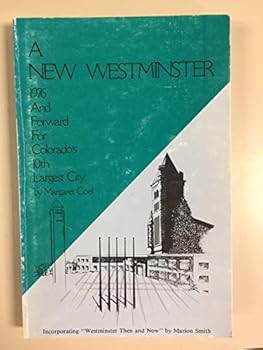 A
NEW WESTMINSTER
1976
And
Forward
For
Colorado's
10th
Largest City
by Margaret Coel
Incorporating "Westminster Then and Now" by Marion Smith